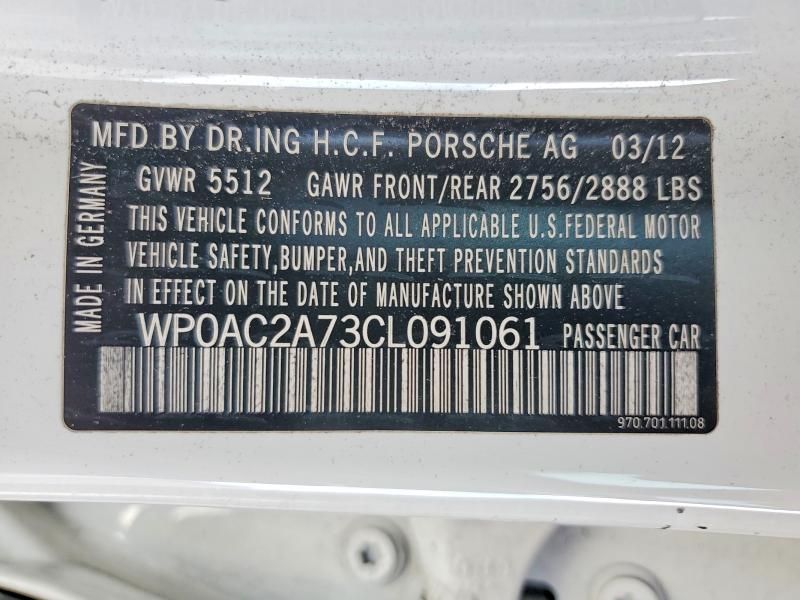 MFD BY DR.ING H.C.F. PORSCHE AG 03/12
GVWR 5512 GAWR FRONT/REAR 2756/2888 LBS
THIS VEHICLE CONFORMS TO ALL APPLICABLE U.S.FEDERAL MOTOR
VEHICLE SAFETY,BUMPER,AND THEFT PREVENTION STANDARDS
IN EFFECT ON THE DATE OF MANUFACTURE SHOWN ABOVE
WP0AC2A73CL091061 PASSENGER CAR
970.701.111.08
MADE IN GERMANY